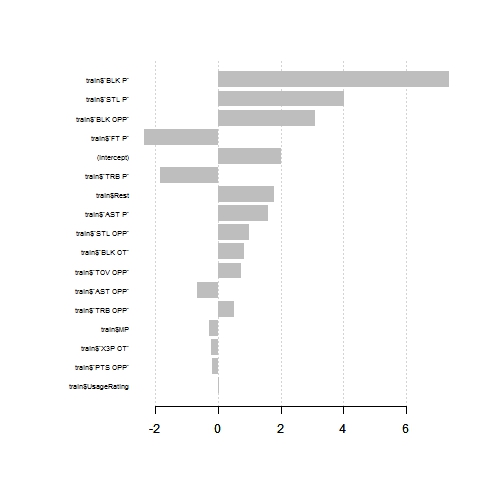 train$"BLK P"
train$"STL P"
train$"BLK OPP"
train$"FT P"
(Intercept)
train$"TRB P"
train$Rest
train$"AST P"
train$"STL OPP"
train$"BLK OT"
train$"TOV OPP"
train$"AST OPP"
train$"TRB OPP"
train$MP
train$"X3P OT"
train$"PTS OPP"
train$UsageRating
-2 0 2 4 6